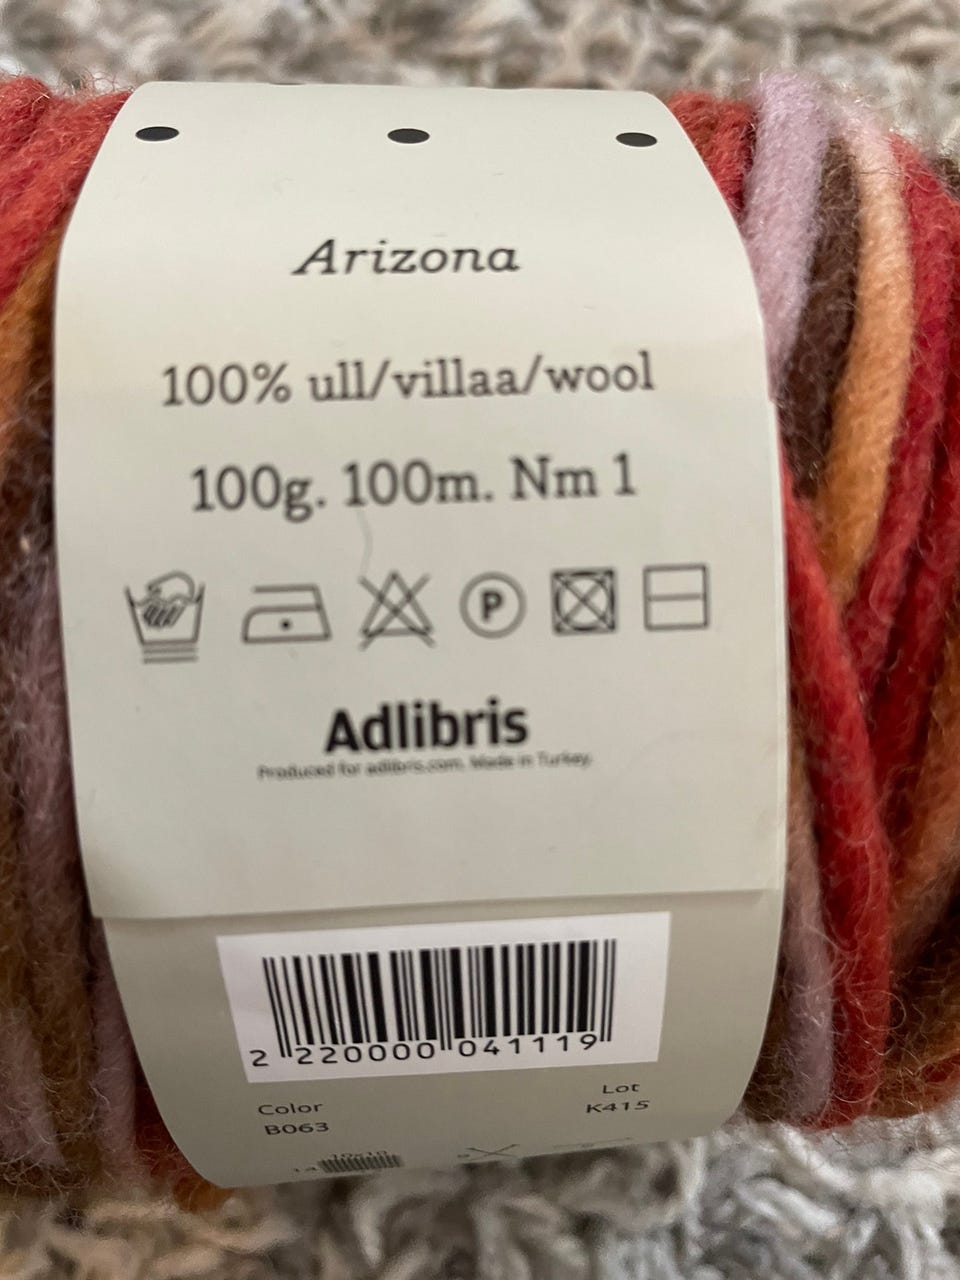 Arizona
100% ull/villaa/wool
100g. 100m. Nm 1
P
Adlibris
Produced for adlibris.com. Made in Turkey.
2 220000 041119
Color
B063
Lot
K415